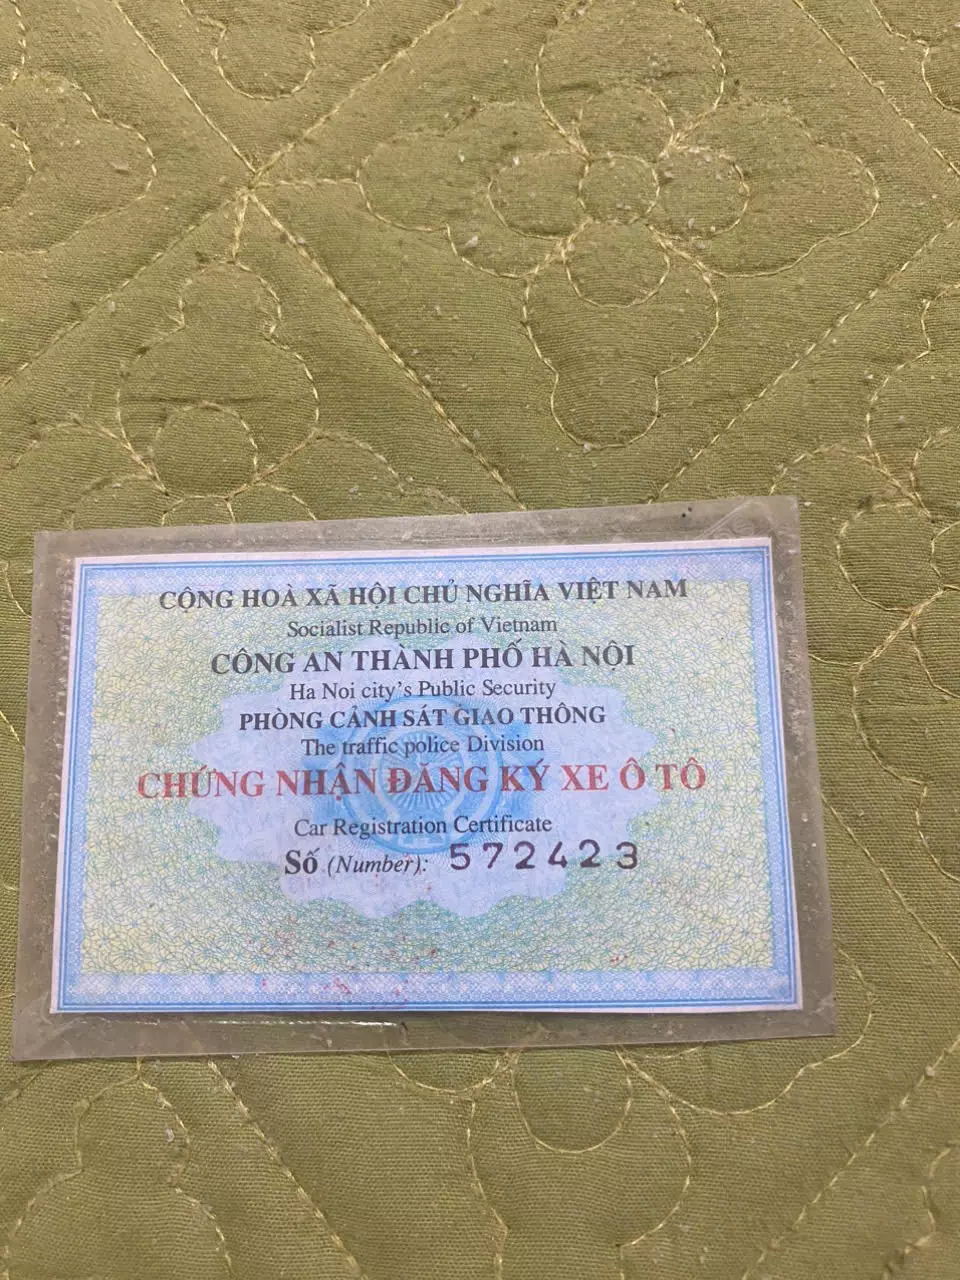 CỘNG HOÀ XÃ HỘI CHỦ NGHĨA VIỆT NAM
Socialist Republic of Vietnam
CÔNG AN THÀNH PHỐ HÀ NỘI
Ha Noi city's Public Security
PHÒNG CẢNH SÁT GIAO THÔNG
The traffic police Division
CHỨNG NHẬN ĐĂNG KÝ XE Ô TÔ
Car Registration Certificate
Số (Number): 572423